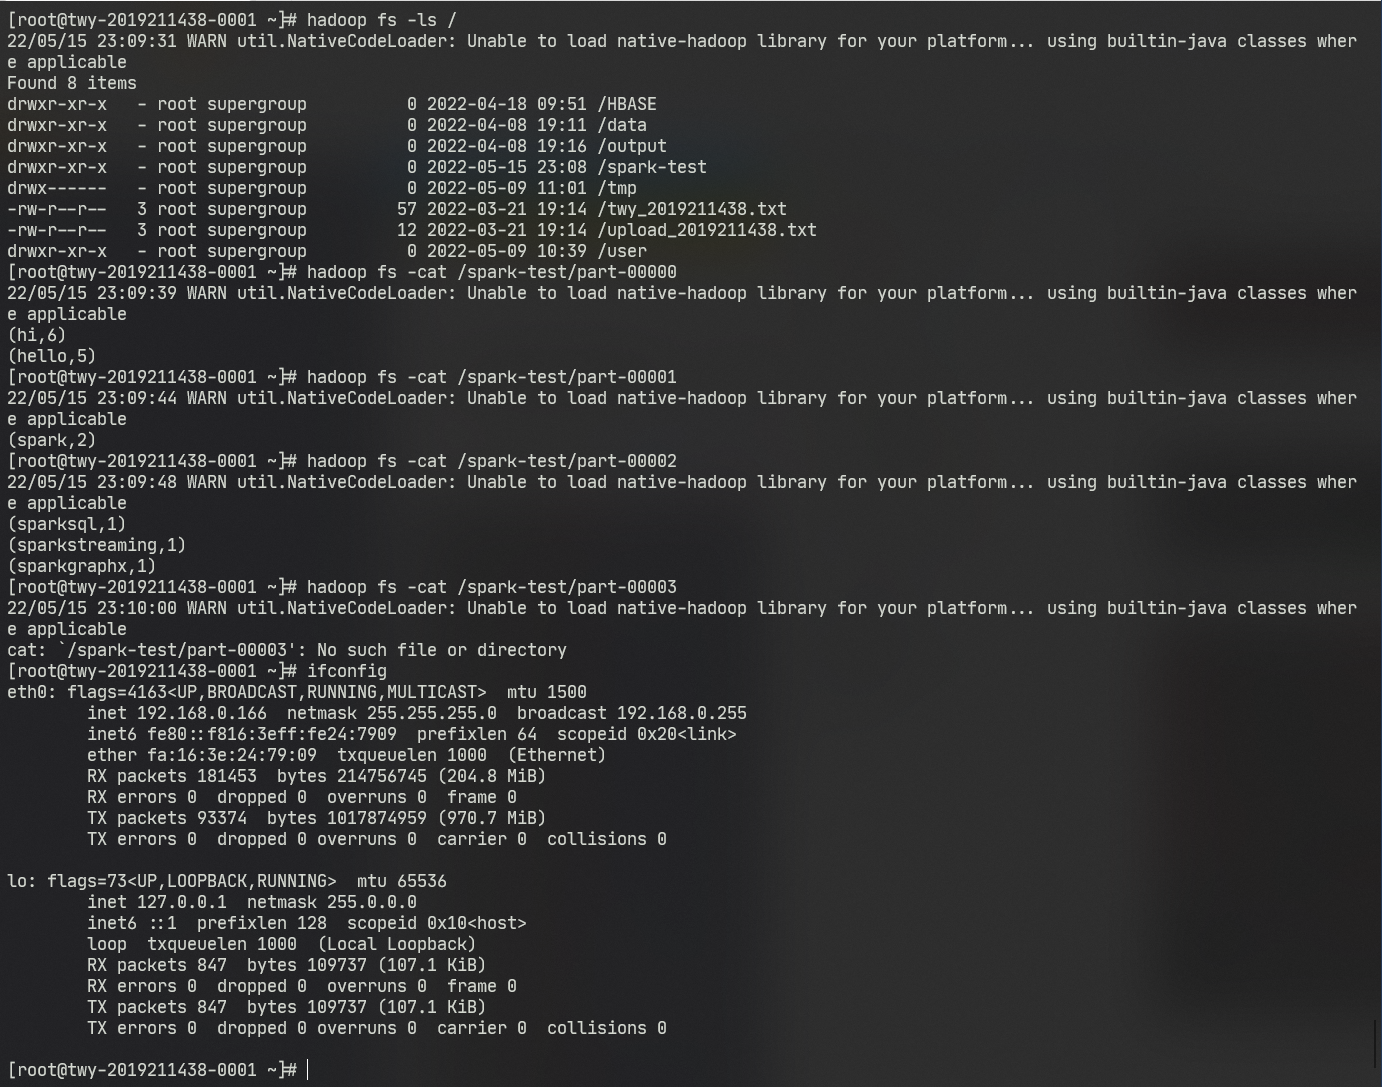 [root@twy-2019211438-0001 ~]# hadoop fs -ls /
22/05/15 23:09:31 WARN util.NativeCodeLoader: Unable to load native-hadoop library for your platform... using builtin-java classes wher
e applicable
Found 8 items
drwxr-xr-x   - root supergroup          0 2022-04-18 09:51 /HBASE
drwxr-xr-x   - root supergroup          0 2022-04-08 19:11 /data
drwxr-xr-x   - root supergroup          0 2022-04-08 19:16 /output
drwxr-xr-x   - root supergroup          0 2022-05-15 23:08 /spark-test
drwx------   - root supergroup          0 2022-05-09 11:01 /tmp
-rw-r--r--   3 root supergroup         57 2022-03-21 19:14 /twy_2019211438.txt
-rw-r--r--   3 root supergroup         12 2022-03-21 19:14 /upload_2019211438.txt
drwxr-xr-x   - root supergroup          0 2022-05-09 10:39 /user
[root@twy-2019211438-0001 ~]# hadoop fs -cat /spark-test/part-00000
22/05/15 23:09:39 WARN util.NativeCodeLoader: Unable to load native-hadoop library for your platform... using builtin-java classes wher
e applicable
(hi,6)
(hello,5)
[root@twy-2019211438-0001 ~]# hadoop fs -cat /spark-test/part-00001
22/05/15 23:09:44 WARN util.NativeCodeLoader: Unable to load native-hadoop library for your platform... using builtin-java classes wher
e applicable
(spark,2)
[root@twy-2019211438-0001 ~]# hadoop fs -cat /spark-test/part-00002
22/05/15 23:09:48 WARN util.NativeCodeLoader: Unable to load native-hadoop library for your platform... using builtin-java classes wher
e applicable
(sparksql,1)
(sparkstreaming,1)
(sparkgraphx,1)
[root@twy-2019211438-0001 ~]# hadoop fs -cat /spark-test/part-00003
22/05/15 23:10:00 WARN util.NativeCodeLoader: Unable to load native-hadoop library for your platform... using builtin-java classes wher
e applicable
cat: `/spark-test/part-00003': No such file or directory
[root@twy-2019211438-0001 ~]# ifconfig
eth0: flags=4163<UP,BROADCAST,RUNNING,MULTICAST>  mtu 1500
        inet 192.168.0.166  netmask 255.255.255.0  broadcast 192.168.0.255
        inet6 fe80::f816:3eff:fe24:7909  prefixlen 64  scopeid 0x20<link>
        ether fa:16:3e:24:79:09  txqueuelen 1000  (Ethernet)
        RX packets 181453  bytes 214756745 (204.8 MiB)
        RX errors 0  dropped 0  overruns 0  frame 0
        TX packets 93374  bytes 1017874959 (970.7 MiB)
        TX errors 0  dropped 0 overruns 0  carrier 0  collisions 0

lo: flags=73<UP,LOOPBACK,RUNNING>  mtu 65536
        inet 127.0.0.1  netmask 255.0.0.0
        inet6 ::1  prefixlen 128  scopeid 0x10<host>
        loop  txqueuelen 1000  (Local Loopback)
        RX packets 847  bytes 109737 (107.1 KiB)
        RX errors 0  dropped 0  overruns 0  frame 0
        TX packets 847  bytes 109737 (107.1 KiB)
        TX errors 0  dropped 0 overruns 0  carrier 0  collisions 0

[root@twy-2019211438-0001 ~]#